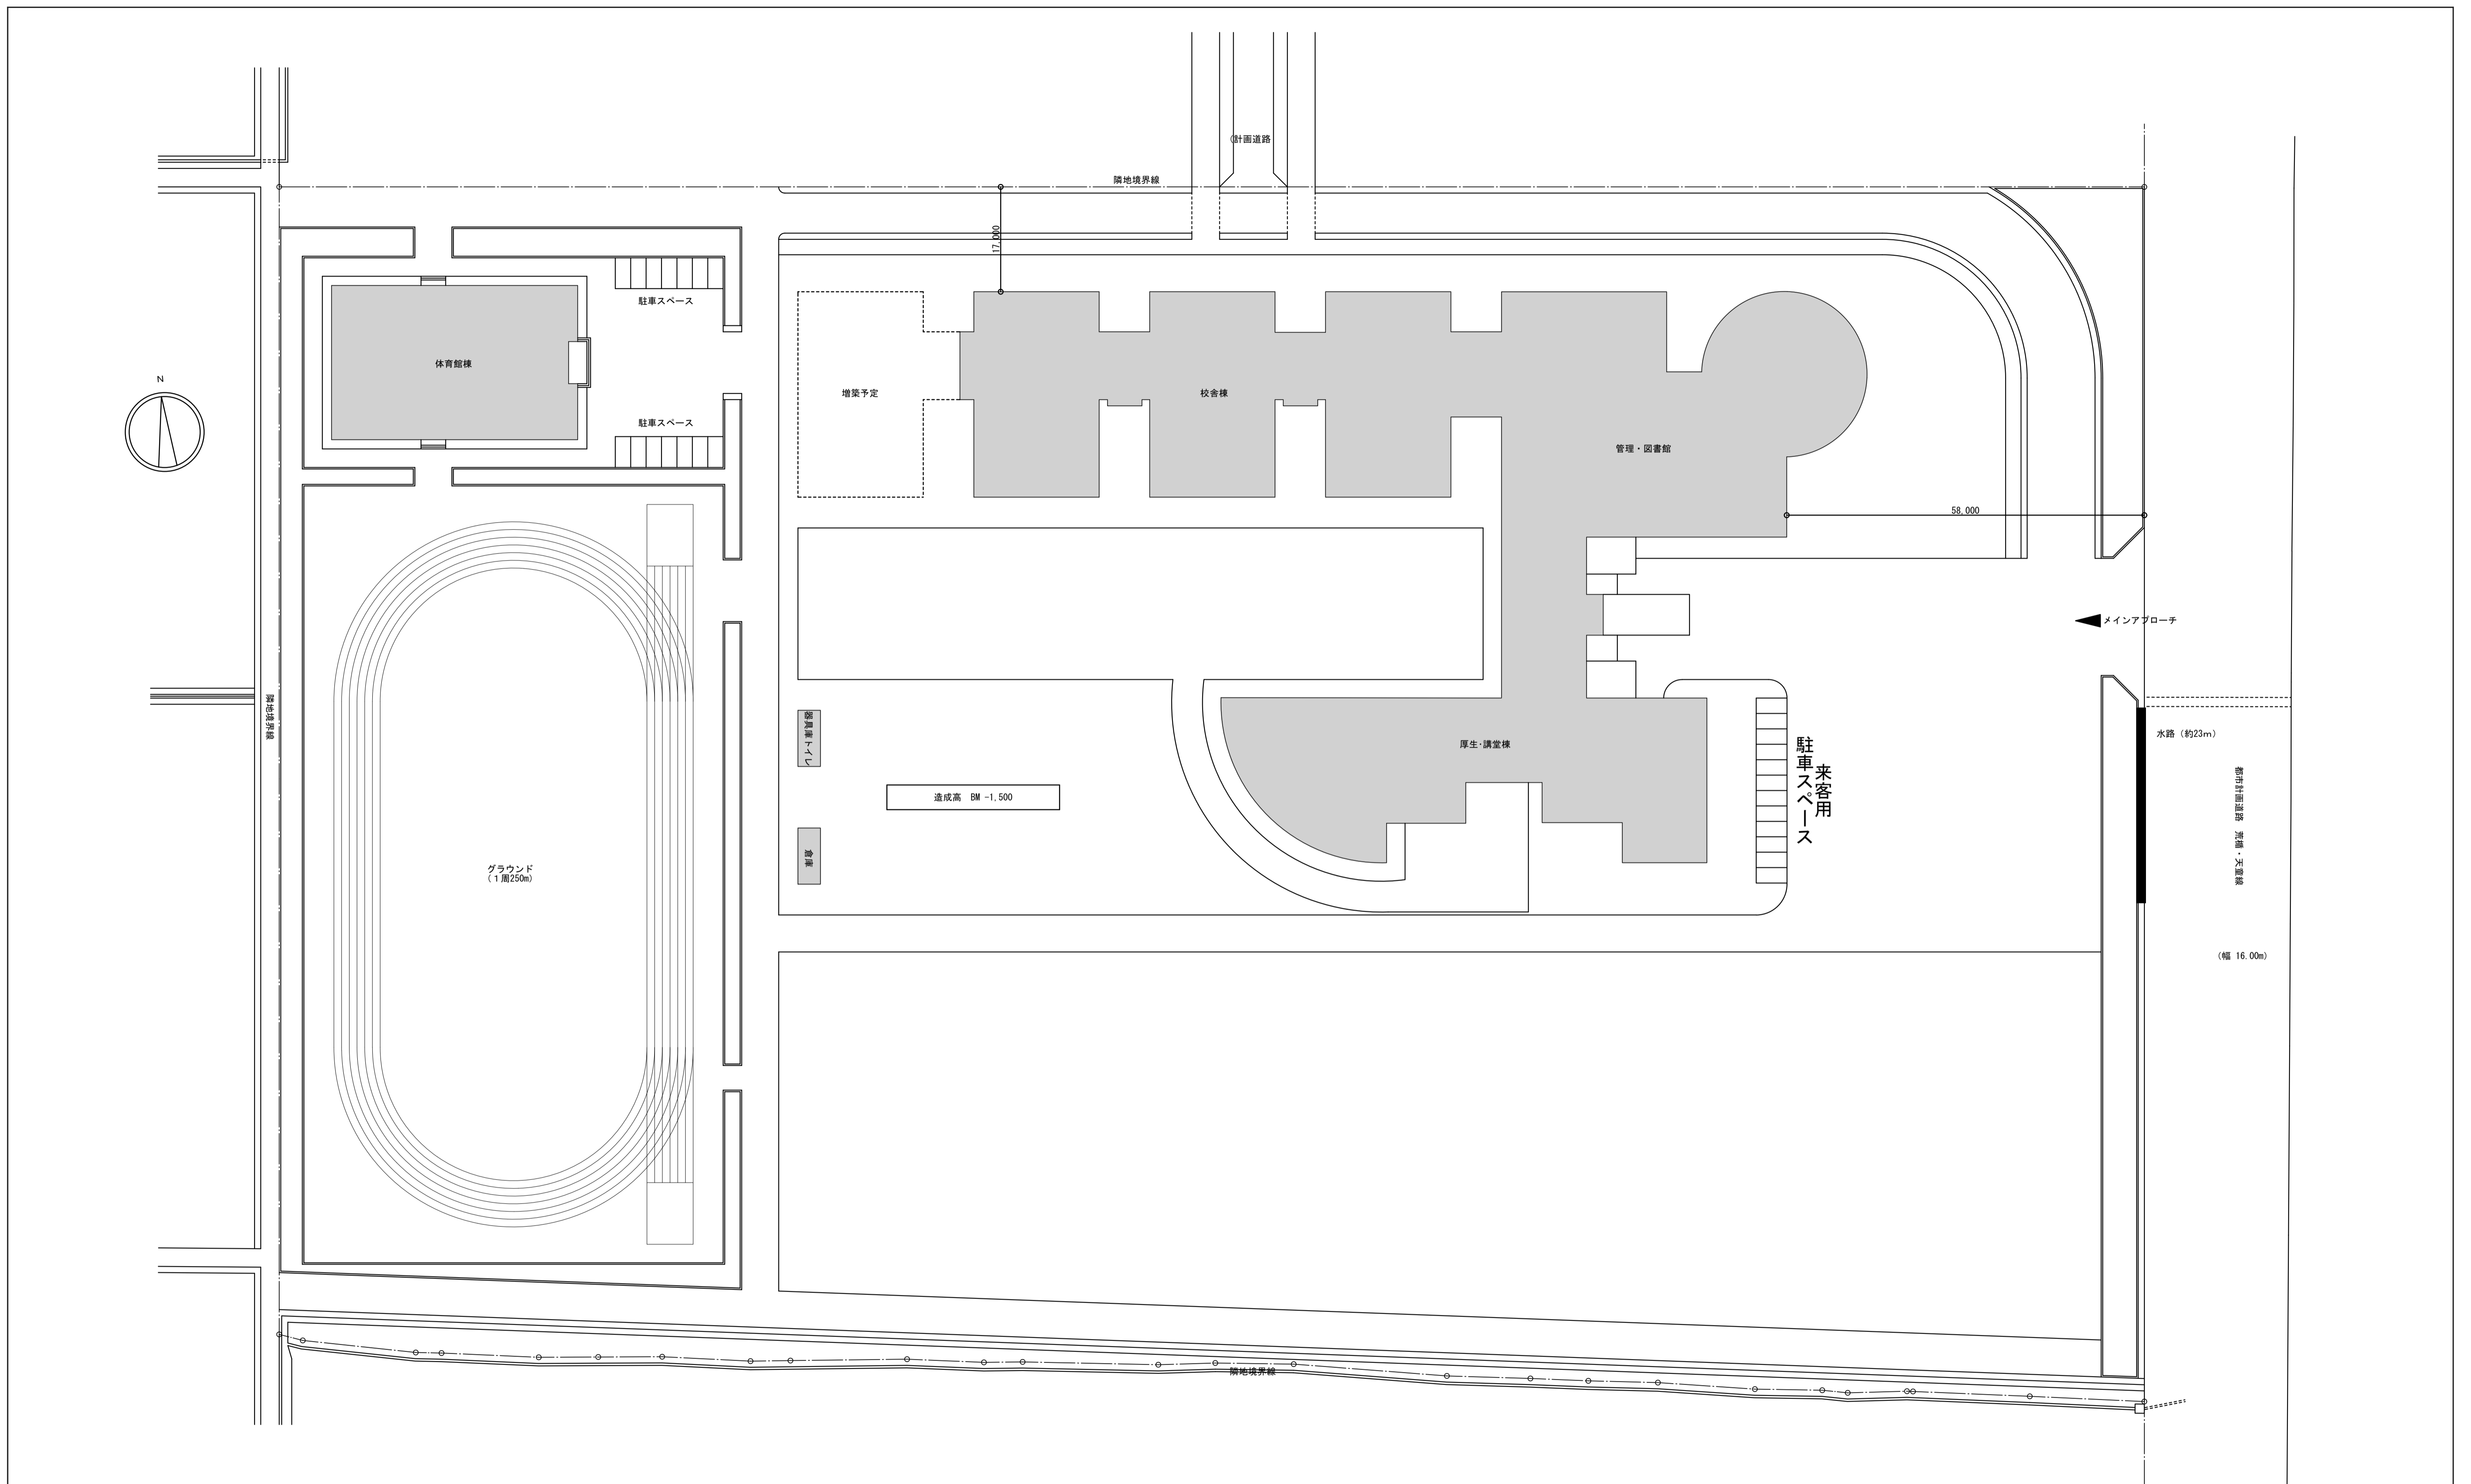 (計画道路
隣地境界線
17,000
駐車スペース
体育館棟
N
増築予定
校舎棟
駐車スペース
管理・図書館
58,000
メインアプローチ
隣地境界線
器具庫トイレ
水路（約23ｍ）
厚生・講堂棟
来客用
駐車スペース
造成高　BM -1,500
都市計画道路　荒楯・天童線
倉庫
グラウンド
(１周250m)
(幅 16.00m)
隣地境界線